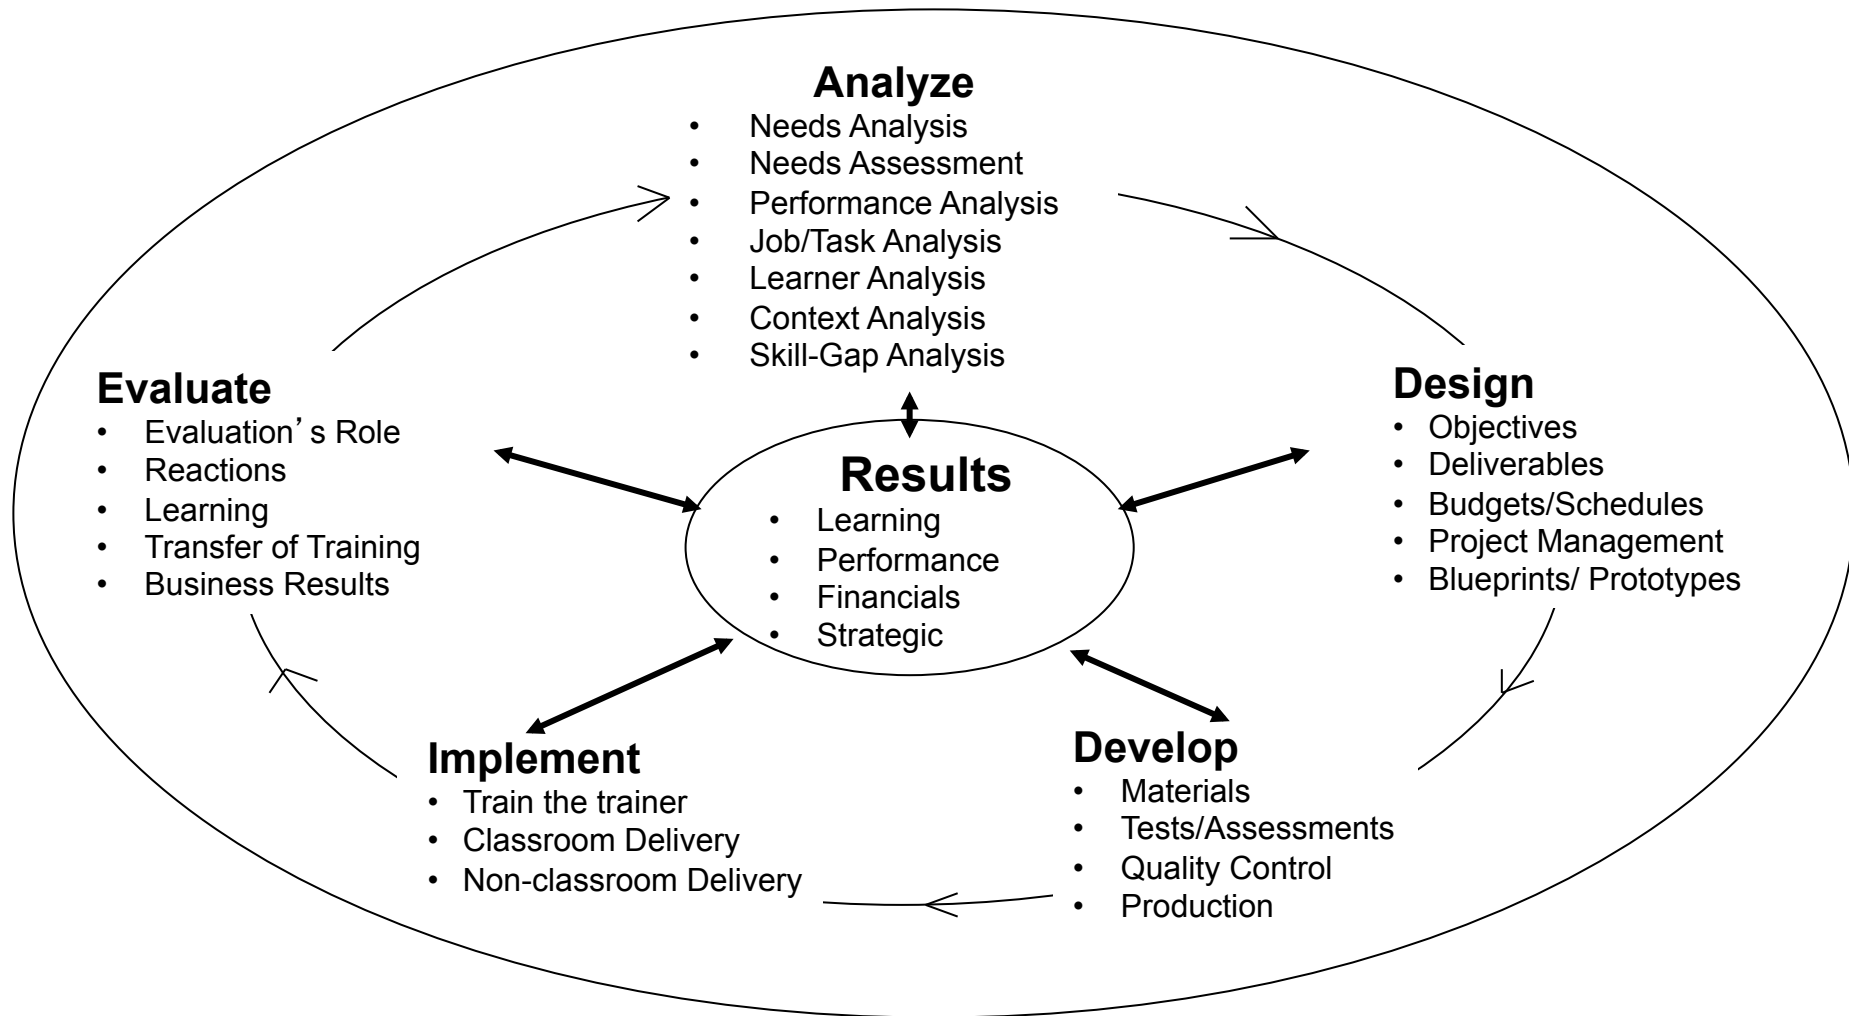 Analyze
• Needs Analysis
• Needs Assessment
• Performance Analysis
• Job/Task Analysis
• Learner Analysis
• Context Analysis
• Skill-Gap Analysis
Design
• Objectives
• Deliverables
• Budgets/Schedules
• Project Management
• Blueprints/ Prototypes
Develop
• Materials
• Tests/Assessments
• Quality Control
• Production
Implement
• Train the trainer
• Classroom Delivery
• Non-classroom Delivery
Evaluate
• Evaluation’s Role
• Reactions
• Learning
• Transfer of Training
• Business Results
Results
• Learning
• Performance
• Financials
• Strategic